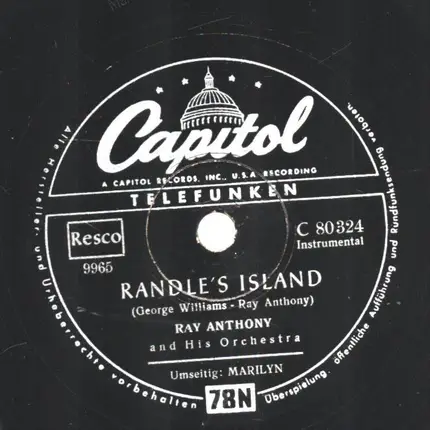 Capitol
A CAPITOL RECORDS, INC., U.S.A RECORDING
TELEFUNKEN
Resco
9965
C 80324
Instrumental
RANDLE'S ISLAND
(George Williams - Ray Anthony)
RAY ANTHONY
and His Orchestra
Umseitig: MARILYN
78N
Alle Hersteller- und Urheberrechte vorbehalten
Überspielung, öffentliche Aufführung und Rundfunksendung verboten.